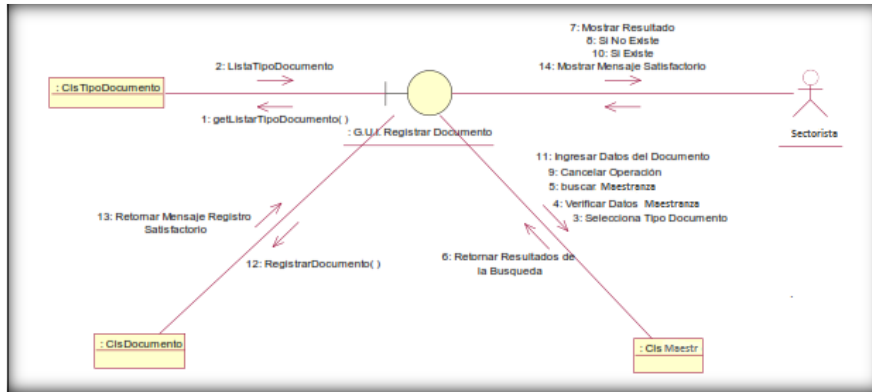 7: Mostrar Resultado
8: Si No Existe
10: Si Existe
14: Mostrar Mensaje Satisfactorio
2: ListaTipoDocumento
: ClsTipoDocumento
1: getListarTipoDocumento( )
: G.U.I. Registrar Documento
Sectorista
11: Ingresar Datos del Documento
9: Cancelar Operación
5: buscar Maestranza
4: Verificar Datos Maestranza
3: Selecciona Tipo Documento
13: Retornar Mensaje Registro
Satisfactorio
12: RegistrarDocumento( )
6: Retornar Resultados de
la Busqueda
: ClsDocumento
: Cls Maestr